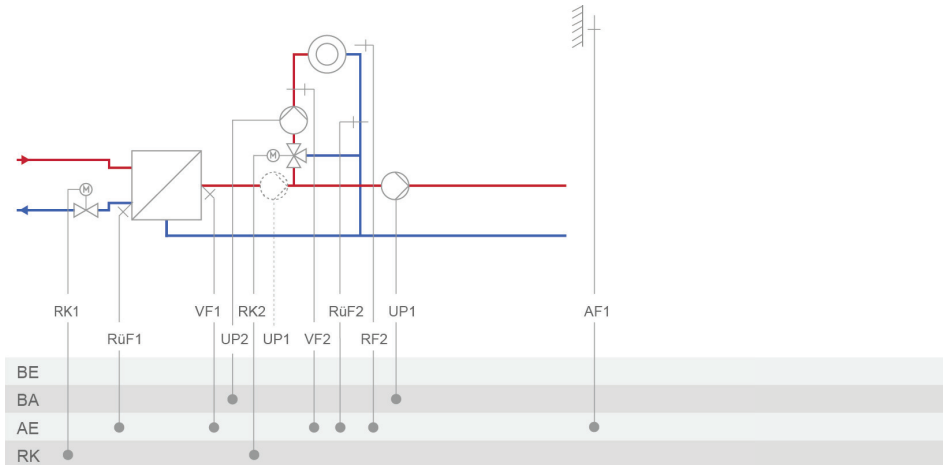 M
M
RK1 VF1 RK2 RüF2 UP1 AF1
RüF1 UP2 UP1 VF2 RF2
BE
BA
AE
RK